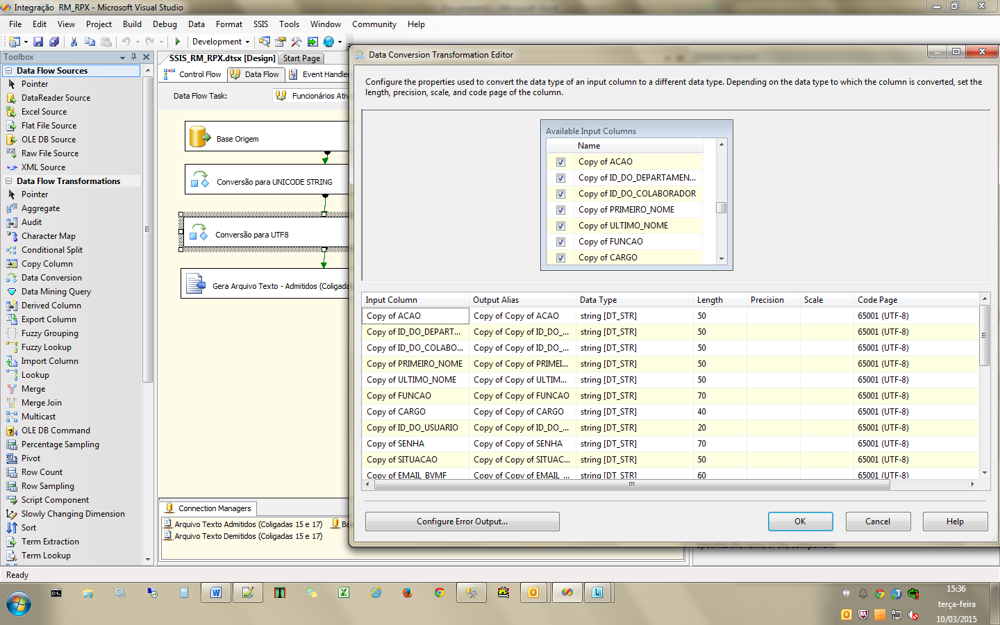 Integração RM_RPX - Microsoft Visual Studio
File Edit View Project Build Debug Data Format SSIS Tools Window Community Help
Development
Toolbox
Data Flow Sources
Pointer
DataReader Source
Excel Source
Flat File Source
OLE DB Source
Raw File Source
XML Source
Data Flow Transformations
Pointer
Aggregate
Audit
Character Map
Conditional Split
Copy Column
Data Conversion
Data Mining Query
Derived Column
Export Column
Fuzzy Grouping
Fuzzy Lookup
Import Column
Lookup
Merge
Merge Join
Multicast
OLE DB Command
Percentage Sampling
Pivot
Row Count
Row Sampling
Script Component
Slowly Changing Dimension
Sort
Term Extraction
Term Lookup
SSIS_RM_RPX.dtsx [Design] Start Page
Control Flow Data Flow Event Handler
Data Flow Task: Funcionários Ativ
Base Origem
Conversão para UNICODE STRING
Conversão para UTF8
Gera Arquivo Texto - Admitidos (Coligada
Connection Managers
Arquivo Texto Admitidos (Coligadas 15 e 17) Ba
Arquivo Texto Demitidos (Coligadas 15 e 17)
Data Conversion Transformation Editor
Configure the properties used to convert the data type of an input column to a different data type. Depending on the data type to which the column is converted, set the
length, precision, scale, and code page of the column.
Available Input Columns
Name
Copy of ACAO
Copy of ID_DO_DEPARTAMEN...
Copy of ID_DO_COLABORADOR
Copy of PRIMEIRO_NOME
Copy of ULTIMO_NOME
Copy of FUNCAO
Copy of CARGO
Input Column Output Alias Data Type Length Precision Scale Code Page
Copy of ACAO Copy of Copy of ACAO string [DT_STR] 50 65001 (UTF-8)
Copy of ID_DO_DEPART... Copy of Copy of ID_DO_... string [DT_STR] 50 65001 (UTF-8)
Copy of ID_DO_COLABO... Copy of Copy of ID_DO_... string [DT_STR] 50 65001 (UTF-8)
Copy of PRIMEIRO_NOME Copy of Copy of PRIMEI... string [DT_STR] 50 65001 (UTF-8)
Copy of ULTIMO_NOME Copy of Copy of ULTIM... string [DT_STR] 50 65001 (UTF-8)
Copy of FUNCAO Copy of Copy of FUNCAO string [DT_STR] 70 65001 (UTF-8)
Copy of CARGO Copy of Copy of CARGO string [DT_STR] 40 65001 (UTF-8)
Copy of ID_DO_USUARIO Copy of Copy of ID_DO_... string [DT_STR] 20 65001 (UTF-8)
Copy of SENHA Copy of Copy of SENHA string [DT_STR] 70 65001 (UTF-8)
Copy of SITUACAO Copy of Copy of SITUAC... string [DT_STR] 50 65001 (UTF-8)
Copy of EMAIL_BVMF Copy of Copy of EMAIL_... string [DT_STR] 60 65001 (UTF-8)
Configure Error Output... OK Cancel Help
Specifies the name of the component.
Ready
15:36
terça-feira
10/03/2015